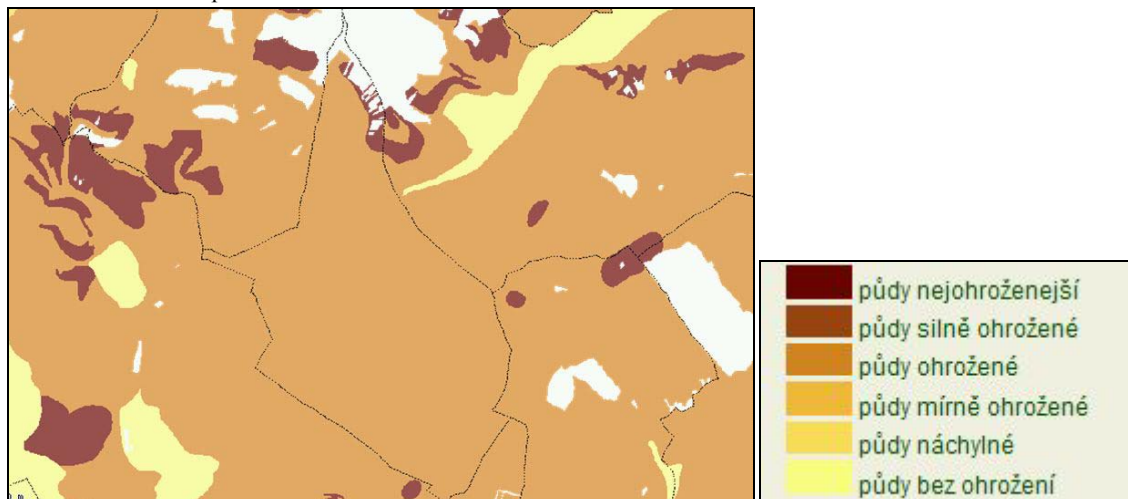 půdy nejohroženejší
půdy silně ohrožené
půdy ohrožené
půdy mírně ohrožené
půdy náchylné
půdy bez ohrožení